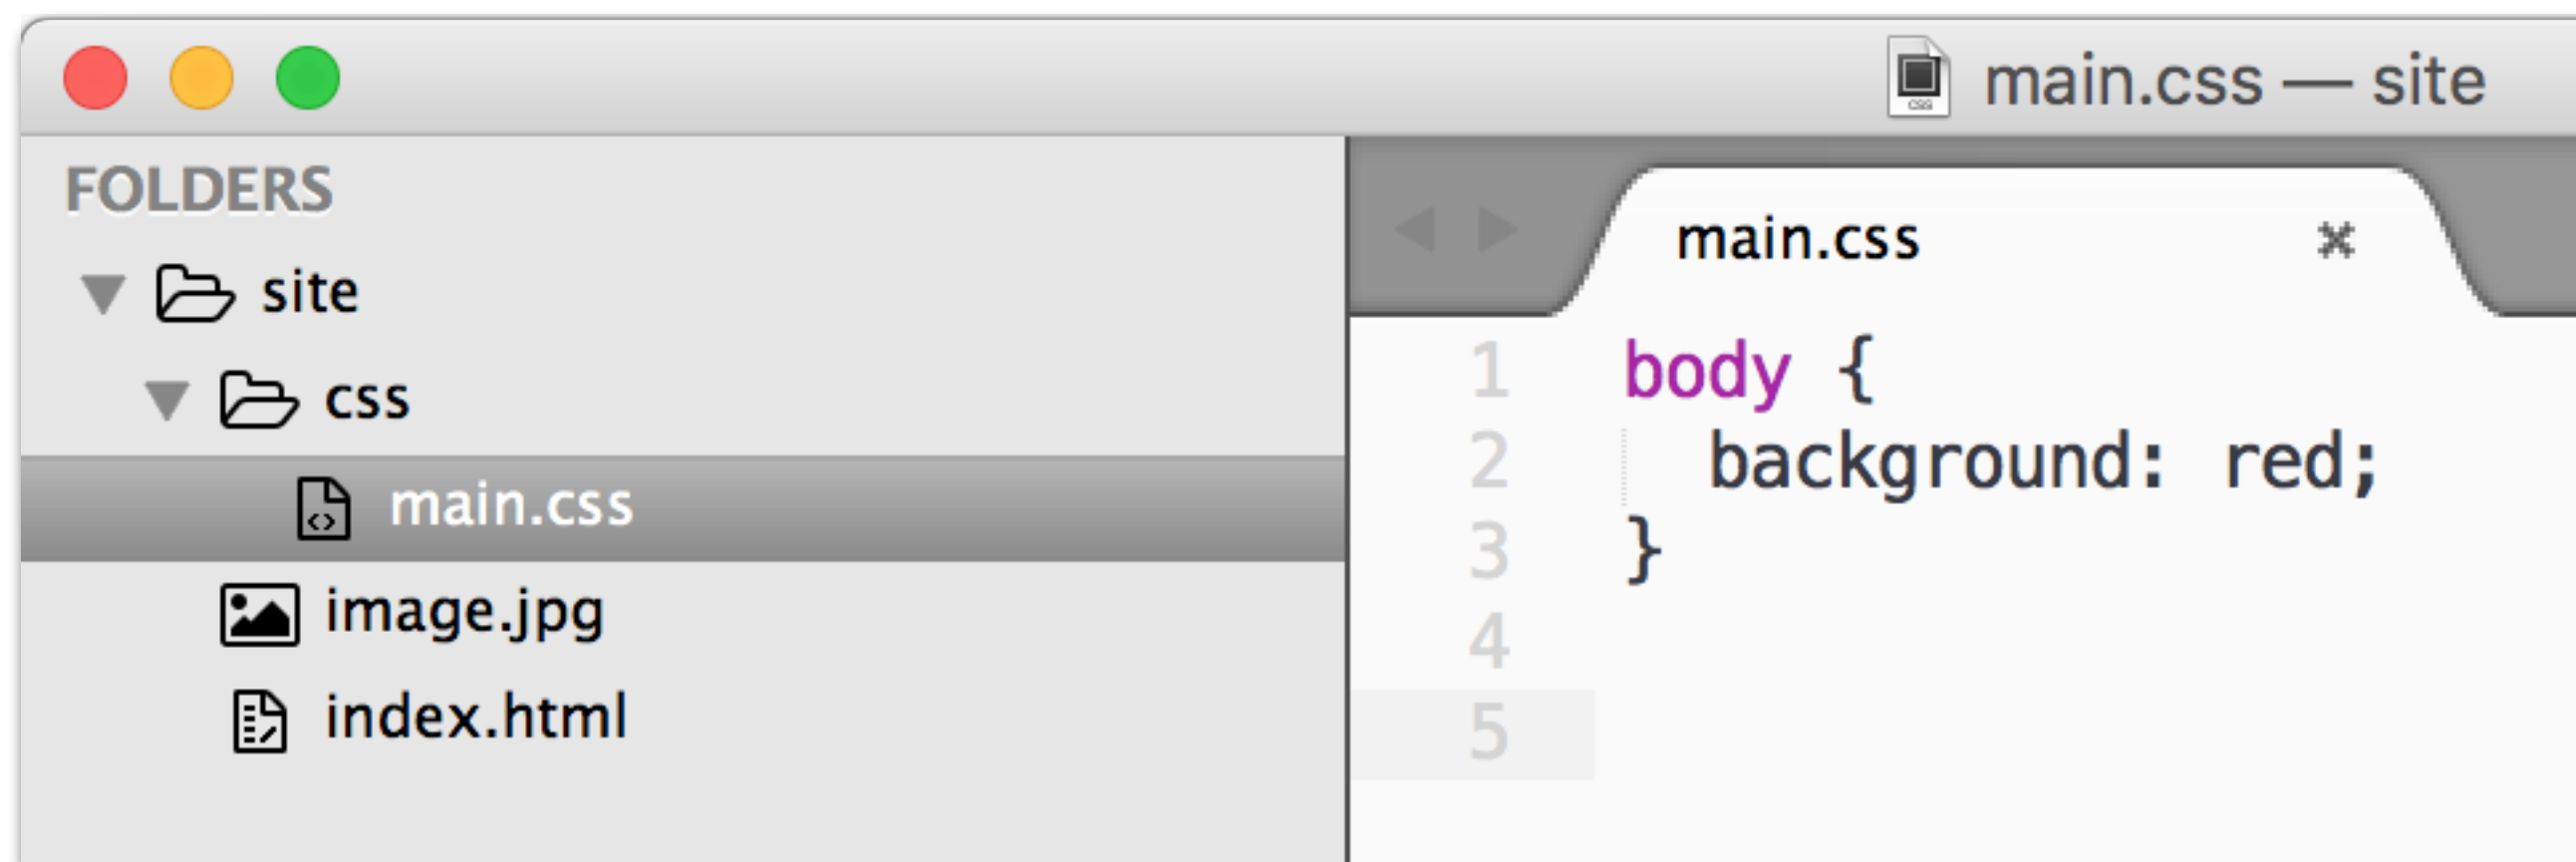 main.css — site
FOLDERS
site
css
main.css
image.jpg
index.html
main.css
1 body {
2 background: red;
3 }
4
5